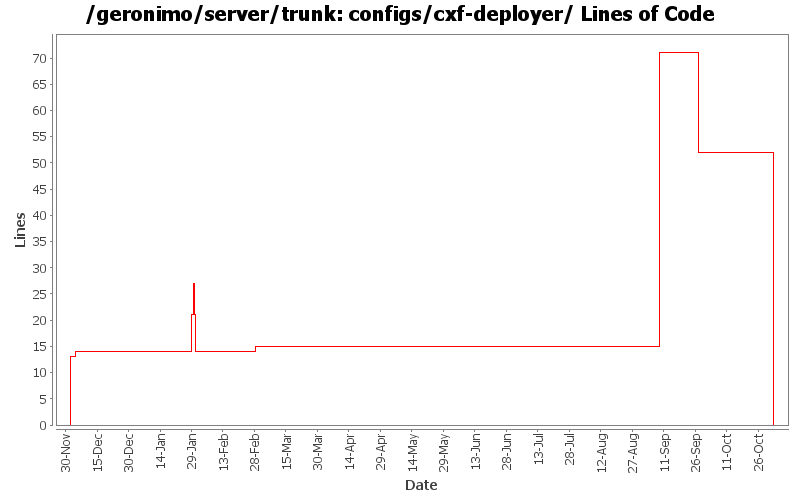 /geronimo/server/trunk: configs/cxf-deployer/ Lines of Code
70
65
60
55
50
45
40
35
30
25
20
15
10
5
0
Lines
30-Nov
15-Dec
30-Dec
14-Jan
29-Jan
13-Feb
28-Feb
15-Mar
30-Mar
14-Apr
29-Apr
14-May
29-May
13-Jun
28-Jun
13-Jul
28-Jul
12-Aug
27-Aug
11-Sep
26-Sep
11-Oct
26-Oct
Date